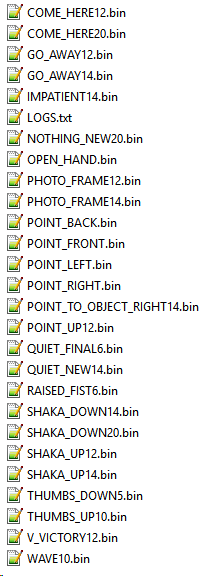 COME_HERE12.bin
COME_HERE20.bin
GO_AWAY12.bin
GO_AWAY14.bin
IMPATIENT14.bin
LOGS.txt
NOTHING_NEW20.bin
OPEN_HAND.bin
PHOTO_FRAME12.bin
PHOTO_FRAME14.bin
POINT_BACK.bin
POINT_FRONT.bin
POINT_LEFT.bin
POINT_RIGHT.bin
POINT_TO_OBJECT_RIGHT14.bin
POINT_UP12.bin
QUIET_FINAL6.bin
QUIET_NEW14.bin
RAISED_FIST6.bin
SHAKA_DOWN14.bin
SHAKA_DOWN20.bin
SHAKA_UP12.bin
SHAKA_UP14.bin
THUMBS_DOWN5.bin
THUMBS_UP10.bin
V_VICTORY12.bin
WAVE10.bin